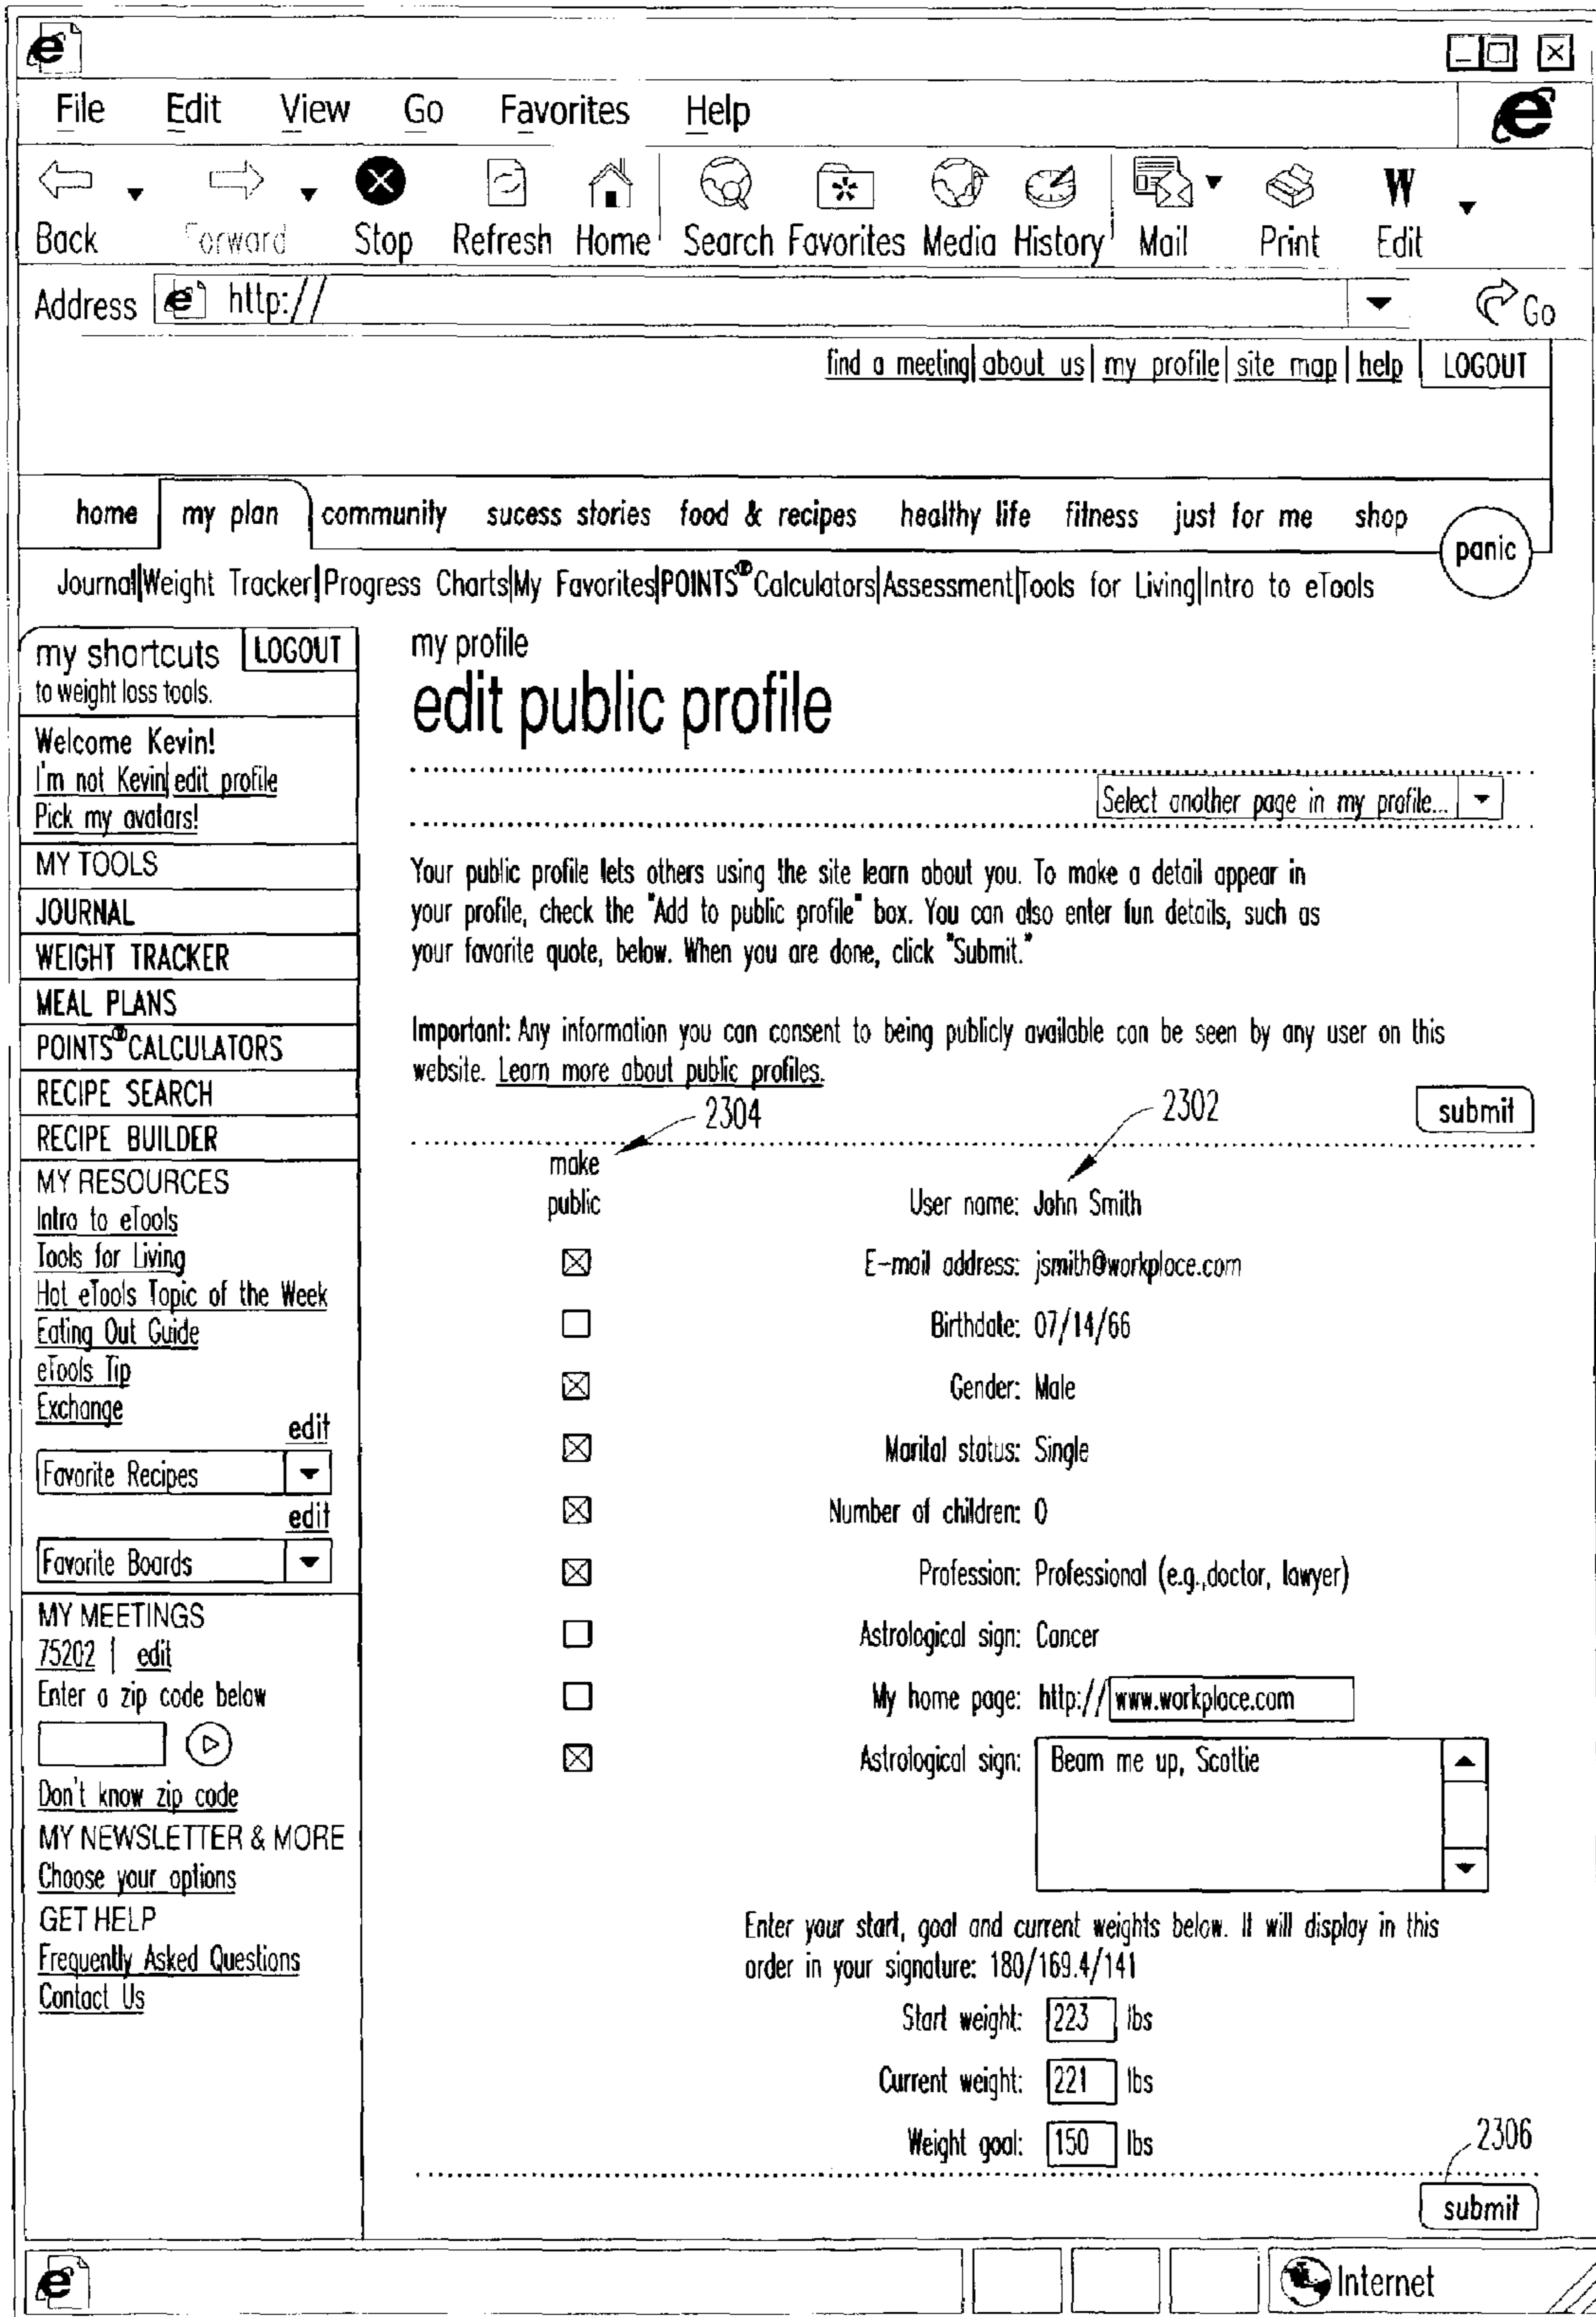 File Edit View Go Favorites Help
Back Forward Stop Refresh Home Search Favorites Media History Mail Print Edit
Address http:// Go
find a meeting| about us| my profile| site map| help LOGOUT
home my plan community sucess stories food & recipes healthy life fitness just for me shop
panic
Journal|Weight Tracker|Progress Charts|My Favorites|POINTS® Calculators|Assessment|Tools for Living|Intro to eTools
my shortcuts LOGOUT
to weight loss tools.
Welcome Kevin!
I'm not Kevin| edit profile
Pick my avatars!
MY TOOLS
JOURNAL
WEIGHT TRACKER
MEAL PLANS
POINTS® CALCULATORS
RECIPE SEARCH
RECIPE BUILDER
MY RESOURCES
Intro to eTools
Tools for Living
Hot eTools Topic of the Week
Eating Out Guide
eTools Tip
Exchange
edit
Favorite Recipes
edit
Favorite Boards
MY MEETINGS
75202 | edit
Enter a zip code below
Don't know zip code
MY NEWSLETTER & MORE
Choose your options
GET HELP
Frequently Asked Questions
Contact Us
my profile
edit public profile
Select another page in my profile...
Your public profile lets others using the site learn about you. To make a detail appear in
your profile, check the "Add to public profile" box. You can also enter fun details, such as
your favorite quote, below. When you are done, click "Submit."
Important: Any information you can consent to being publicly available can be seen by any user on this
website. Learn more about public profiles.
2304 2302 submit
make
public
User name: John Smith
E-mail address: jsmith@workplace.com
Birthdate: 07/14/66
Gender: Male
Marital status: Single
Number of children: 0
Profession: Professional (e.g.,doctor, lawyer)
Astrological sign: Cancer
My home page: http:// www.workplace.com
Astrological sign: Beam me up, Scottie
Enter your start, goal and current weights below. It will display in this
order in your signature: 180/169.4/141
Start weight: 223 lbs
Current weight: 221 lbs
Weight goal: 150 lbs
2306
submit
Internet